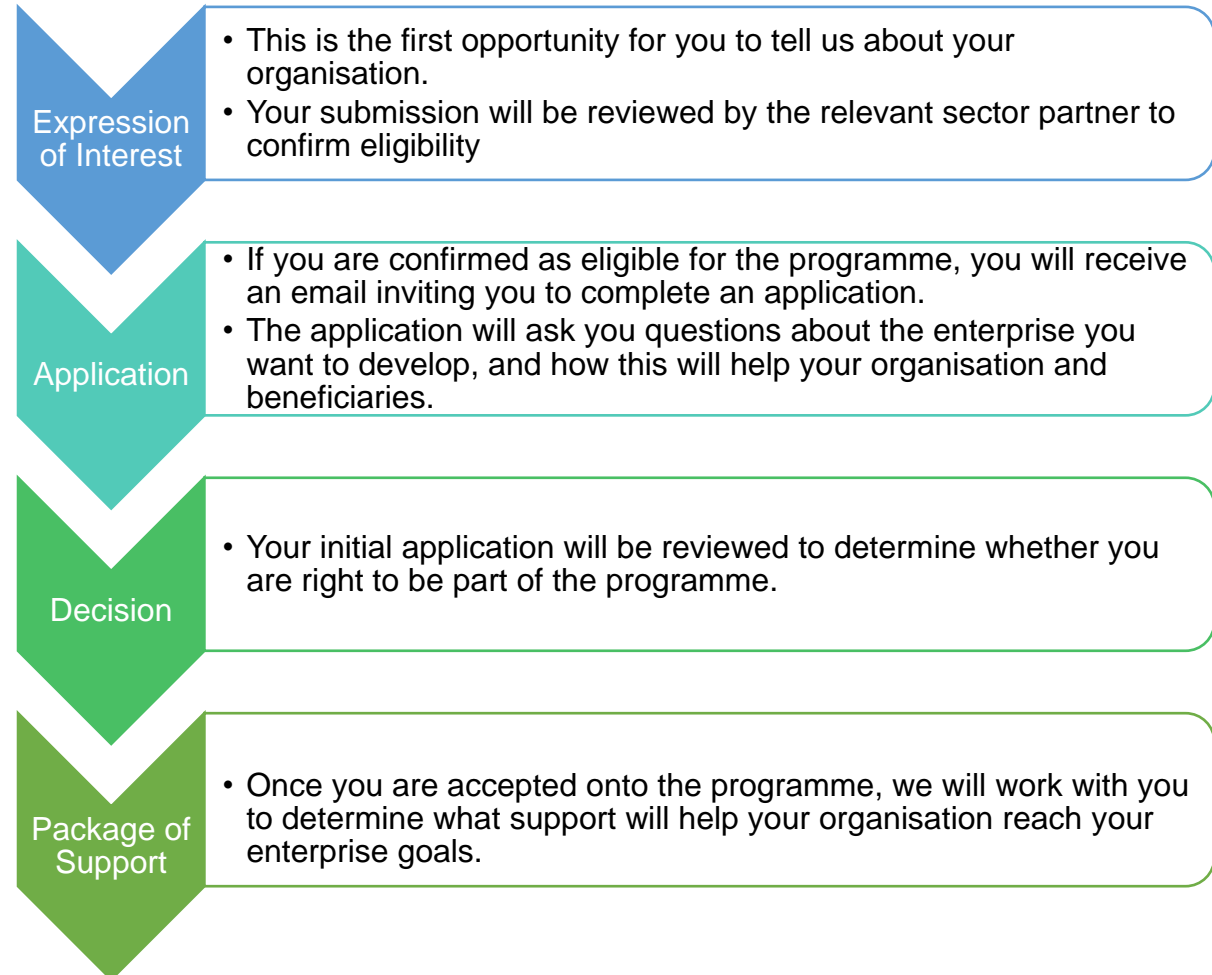 Expression
of Interest
• This is the first opportunity for you to tell us about your
organisation.
• Your submission will be reviewed by the relevant sector partner to
confirm eligibility
Application
• If you are confirmed as eligible for the programme, you will receive
an email inviting you to complete an application.
• The application will ask you questions about the enterprise you
want to develop, and how this will help your organisation and
beneficiaries.
Decision
• Your initial application will be reviewed to determine whether you
are right to be part of the programme.
Package of
Support
• Once you are accepted onto the programme, we will work with you
to determine what support will help your organisation reach your
enterprise goals.